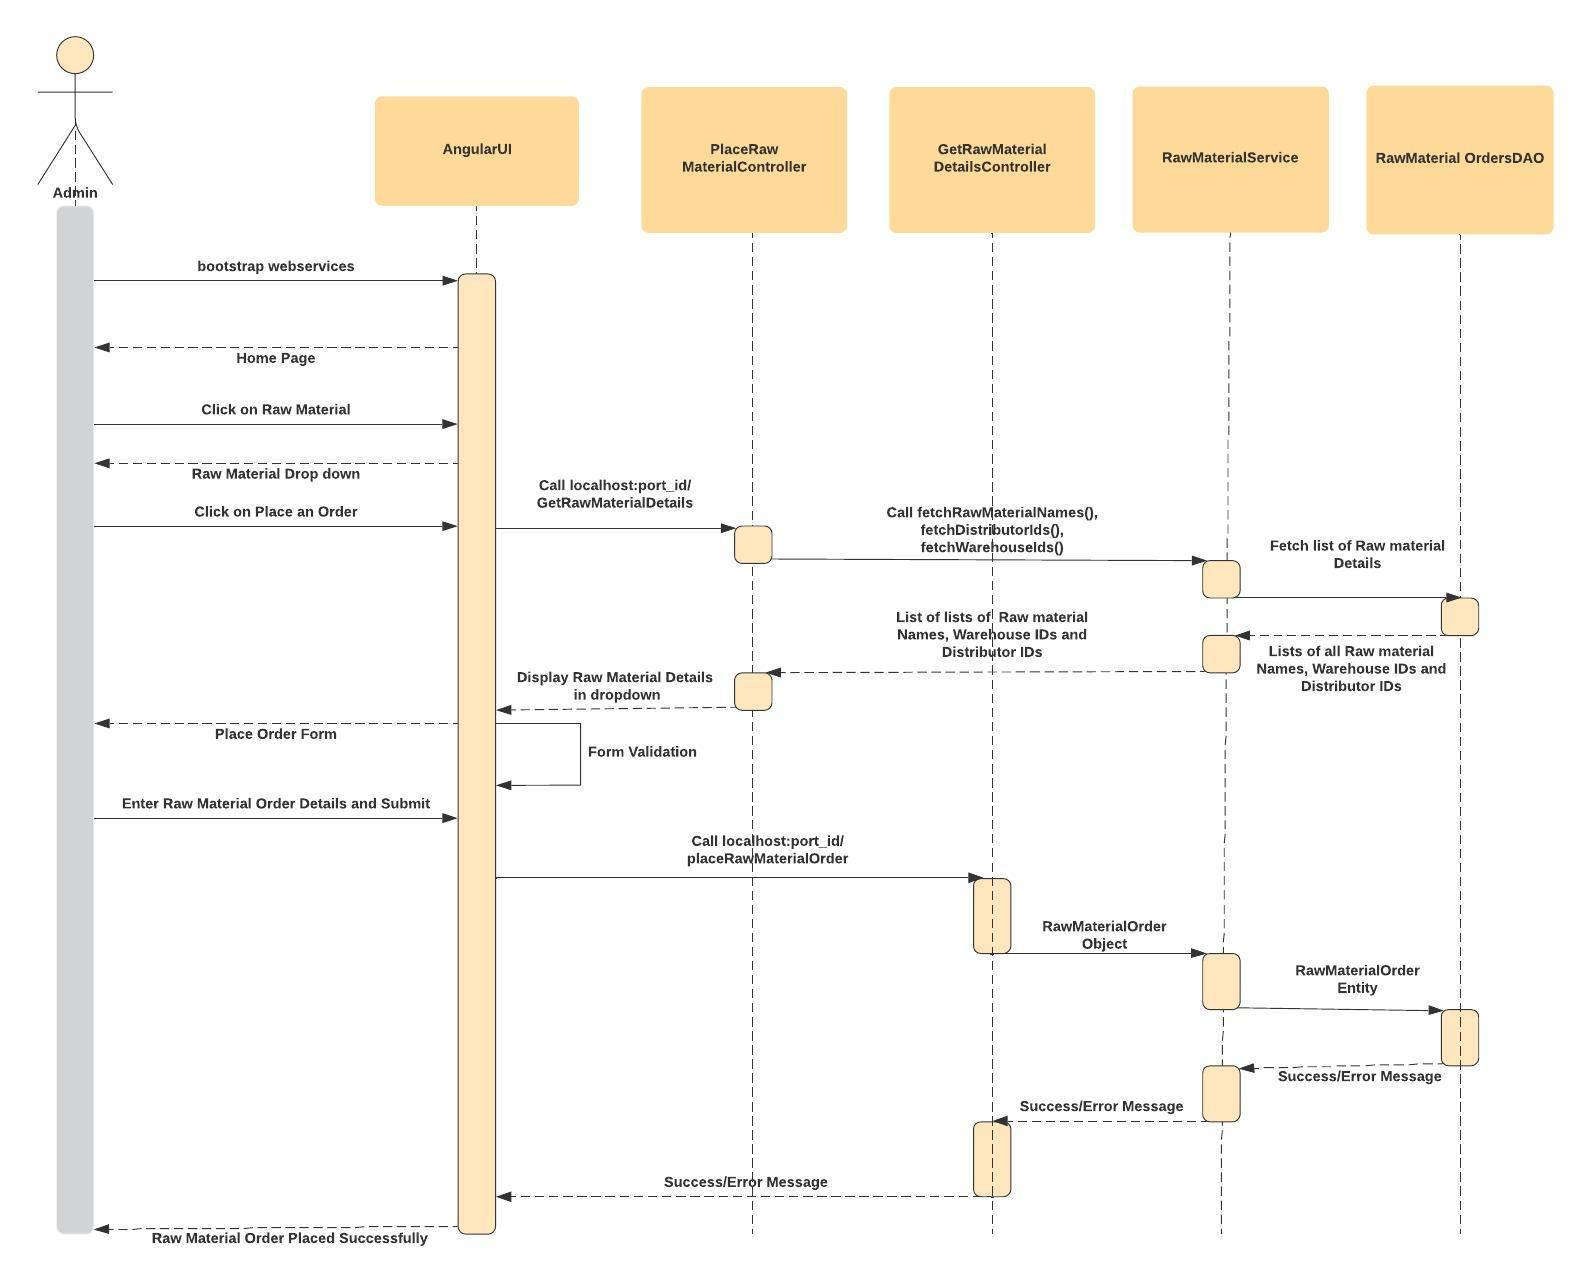 Admin
AngularUI
PlaceRaw
MaterialController
GetRawMaterial
DetailsController
RawMaterialService
RawMaterial OrdersDAO
bootstrap webservices
Home Page
Click on Raw Material
Raw Material Drop down
Click on Place an Order
Call localhost:port_id/
GetRawMaterialDetails
Call fetchRawMaterialNames(),
fetchDistributorIds(),
fetchWarehouseIds()
Fetch list of Raw material
Details
Lists of all Raw material
Names, Warehouse IDs and
Distributor IDs
List of lists of Raw material
Names, Warehouse IDs and
Distributor IDs
Display Raw Material Details
in dropdown
Place Order Form
Form Validation
Enter Raw Material Order Details and Submit
Call localhost:port_id/
placeRawMaterialOrder
RawMaterialOrder
Object
RawMaterialOrder
Entity
Success/Error Message
Success/Error Message
Success/Error Message
Raw Material Order Placed Successfully